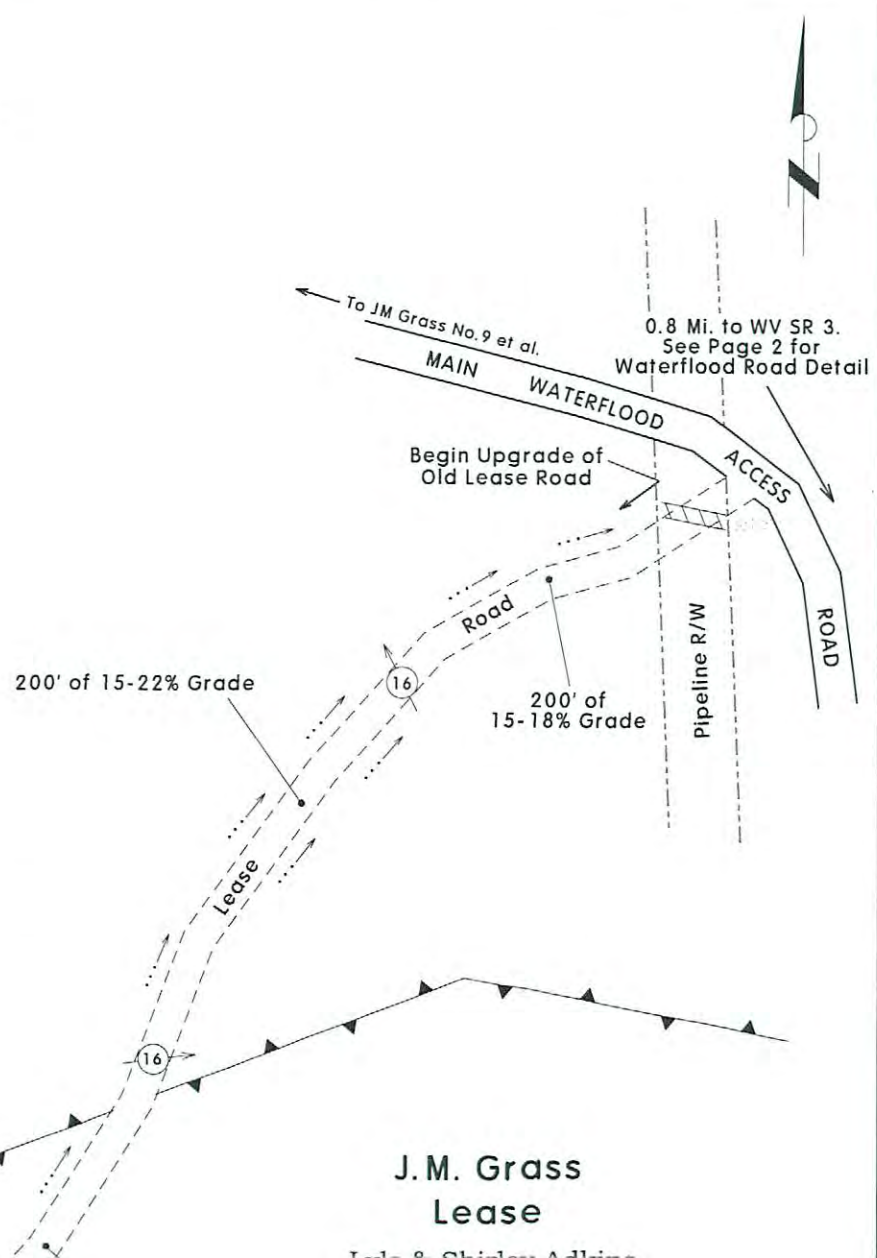 N
To JM Grass No.9 et al.
0.8 Mi. to WV SR 3.
See Page 2 for
Waterflood Road Detail
MAIN WATERFLOOD ACCESS ROAD
Begin Upgrade of
Old Lease Road
Road
16
200' of 15-22% Grade
200' of
15-18% Grade
Pipeline R/W
Lease
16
J.M. Grass
Lease
Shirley Adkins